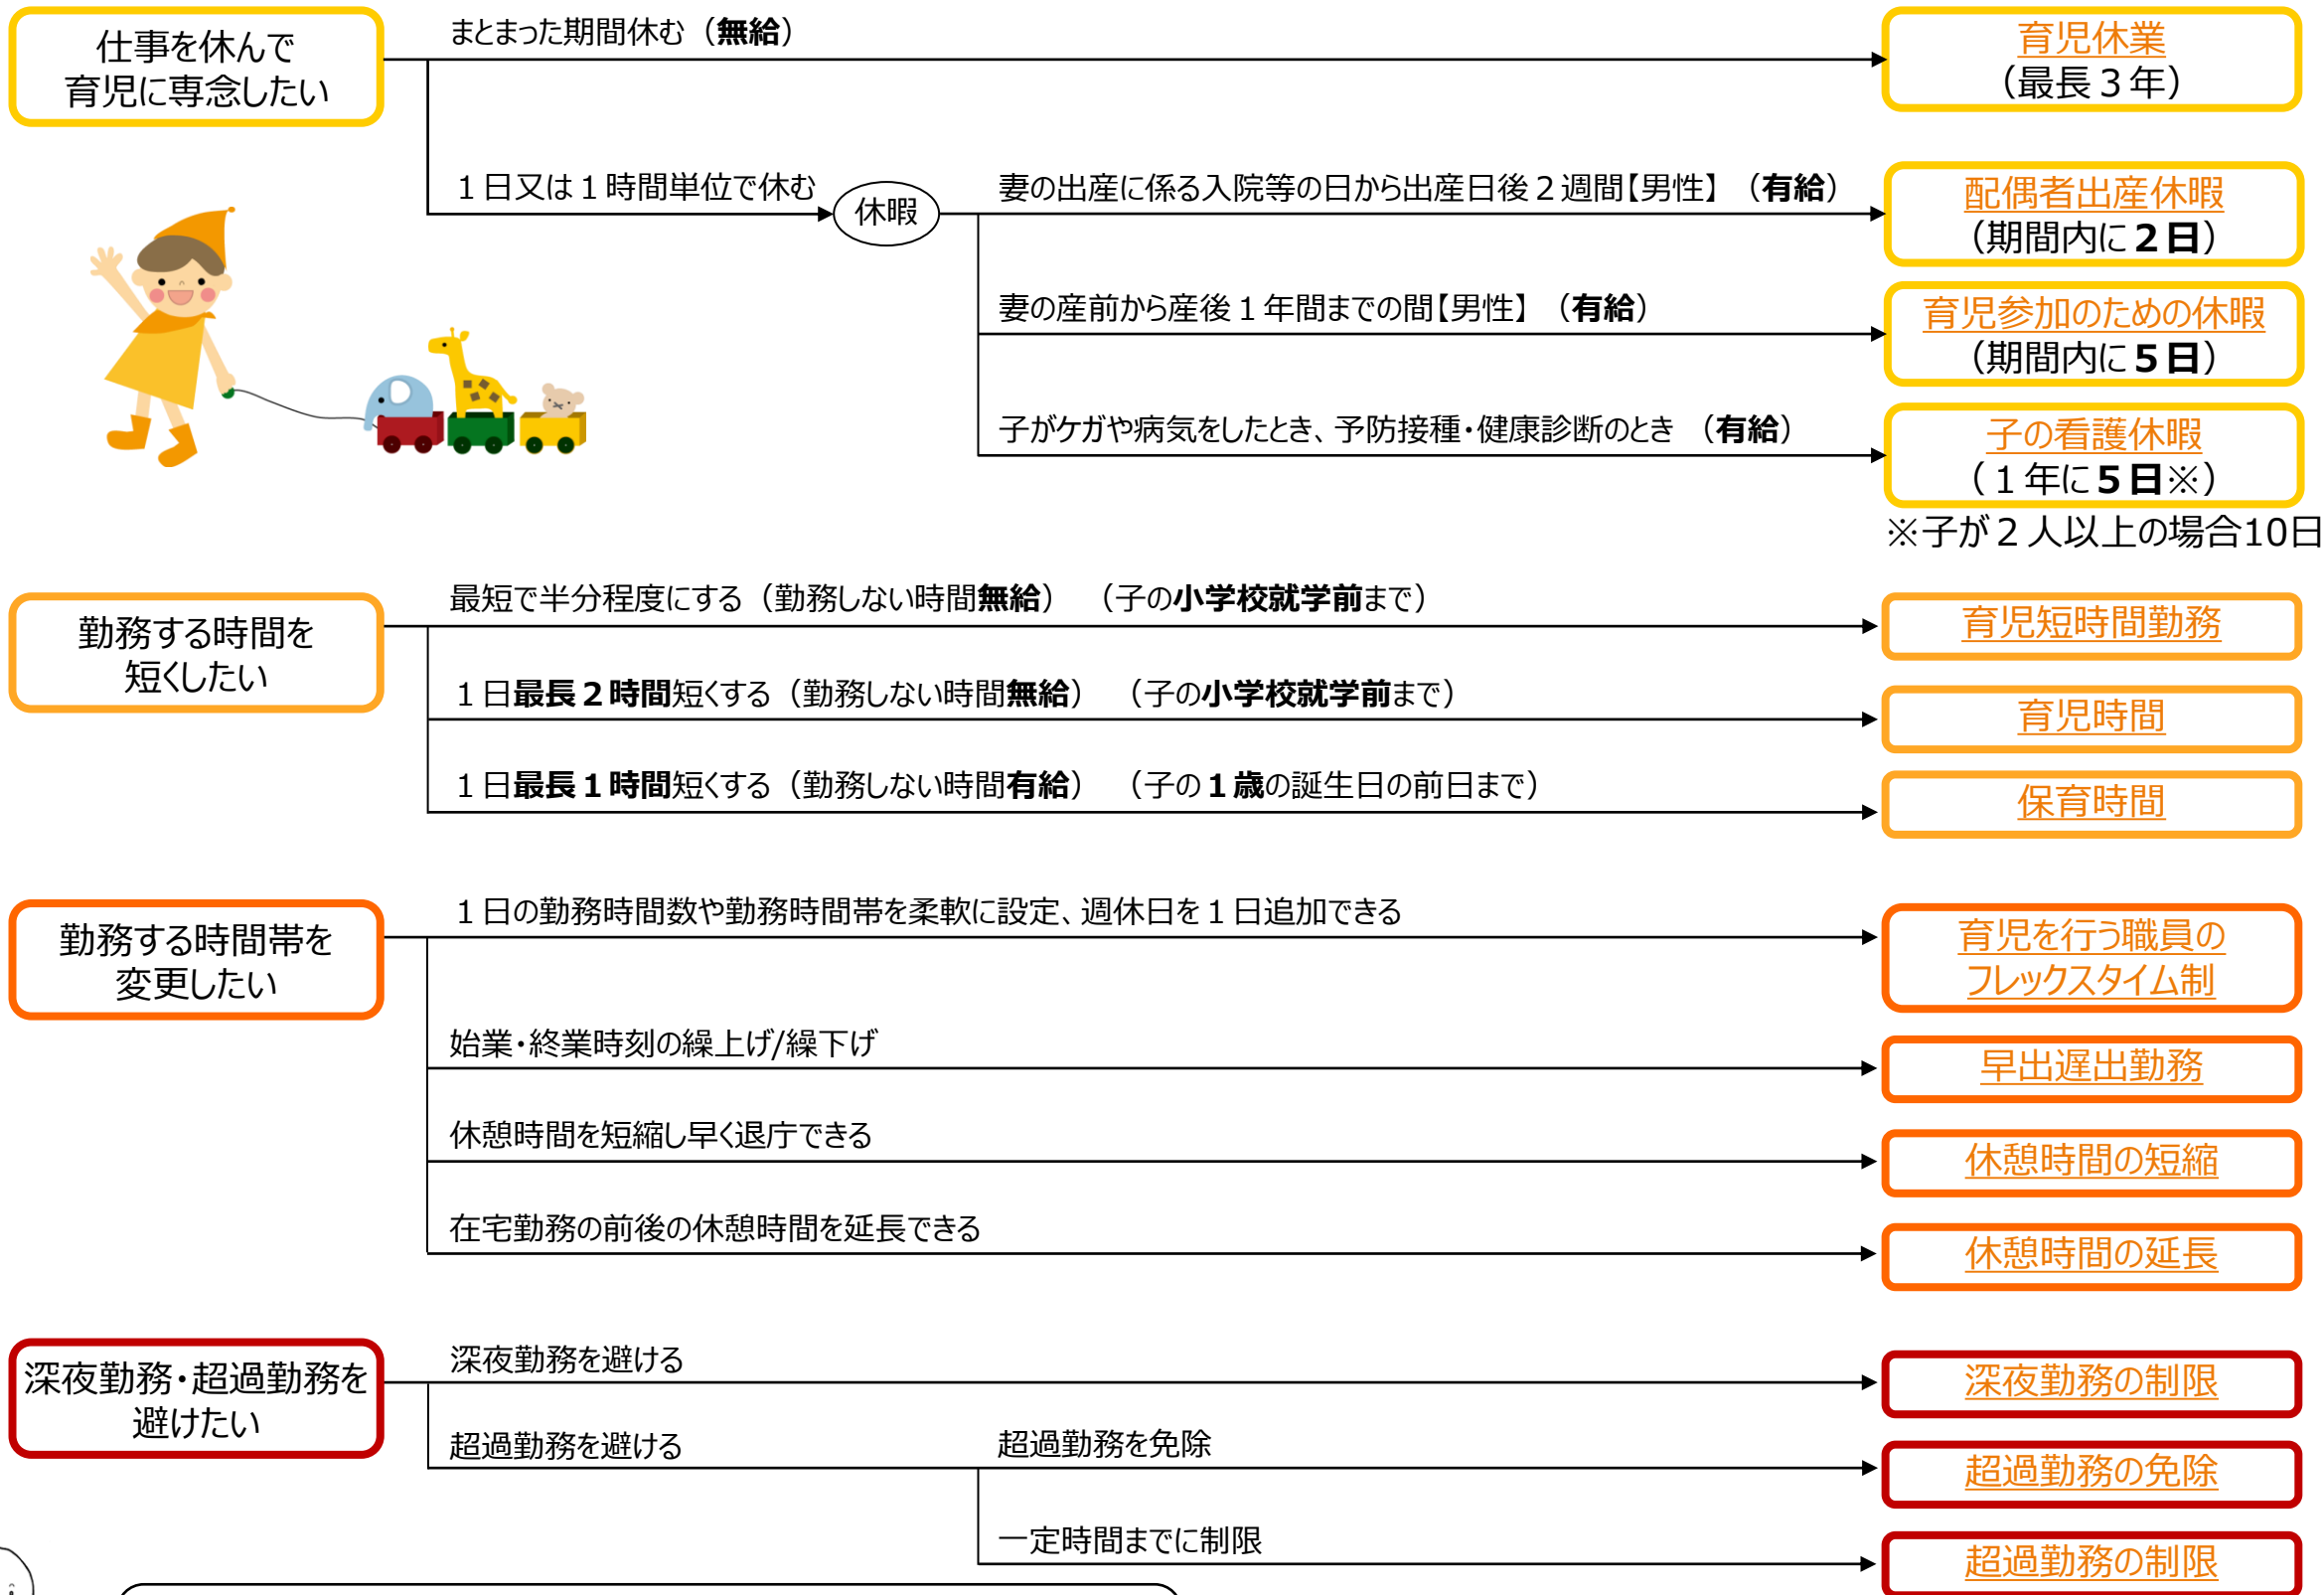 仕事を休んで
育児に専念したい
まとまった期間休む（無給）
育児休業
（最長３年）
１日又は１時間単位で休む
休暇
妻の出産に係る入院等の日から出産日後２週間【男性】（有給）
配偶者出産休暇
（期間内に２日）
妻の産前から産後１年間までの間【男性】（有給）
育児参加のための休暇
（期間内に５日）
子がケガや病気をしたとき、予防接種・健康診断のとき （有給）
子の看護休暇
（１年に５日※）
※子が２人以上の場合10日
勤務する時間を
短くしたい
最短で半分程度にする（勤務しない時間無給） （子の小学校就学前まで）
育児短時間勤務
１日最長２時間短くする（勤務しない時間無給） （子の小学校就学前まで）
育児時間
１日最長１時間短くする（勤務しない時間有給） （子の１歳の誕生日の前日まで）
保育時間
勤務する時間帯を
変更したい
１日の勤務時間数や勤務時間帯を柔軟に設定、週休日を１日追加できる
育児を行う職員の
フレックスタイム制
始業・終業時刻の繰上げ/繰下げ
早出遅出勤務
休憩時間を短縮し早く退庁できる
休憩時間の短縮
在宅勤務の前後の休憩時間を延長できる
休憩時間の延長
深夜勤務・超過勤務を
避けたい
深夜勤務を避ける
深夜勤務の制限
超過勤務を避ける
超過勤務を免除
超過勤務の免除
一定時間までに制限
超過勤務の制限